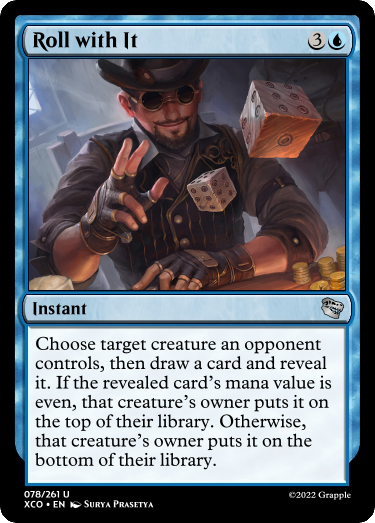 Roll with It 3
Instant
Choose target creature an opponent
controls, then draw a card and reveal
it. If the revealed card's mana value is
even, that creature's owner puts it on
the top of their library. Otherwise,
that creature's owner puts it on the
bottom of their library.
078/261 U
XCO • EN Surya Prasetya
©2022 Grapple